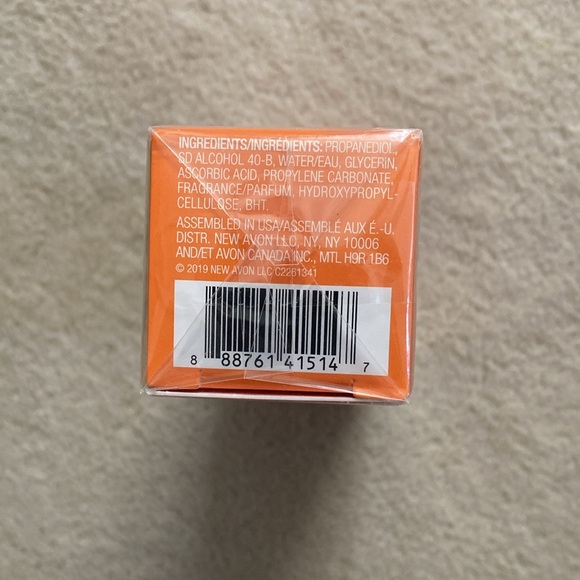 INGREDIENTS/INGRÉDIENTS: PROPANEDIOL,
SD ALCOHOL 40-B, WATER/EAU, GLYCERIN,
ASCORBIC ACID, PROPYLENE CARBONATE,
FRAGRANCE/PARFUM, HYDROXYPROPYL-
CELLULOSE, BHT.
ASSEMBLED IN USA/ASSEMBLÉ AUX É.-U.
DISTR. NEW AVON LLC, NY, NY 10006
AND/ET AVON CANADA INC., MTL H9R 1B6
© 2019 NEW AVON LLC C2261341
8 88761 41514 7